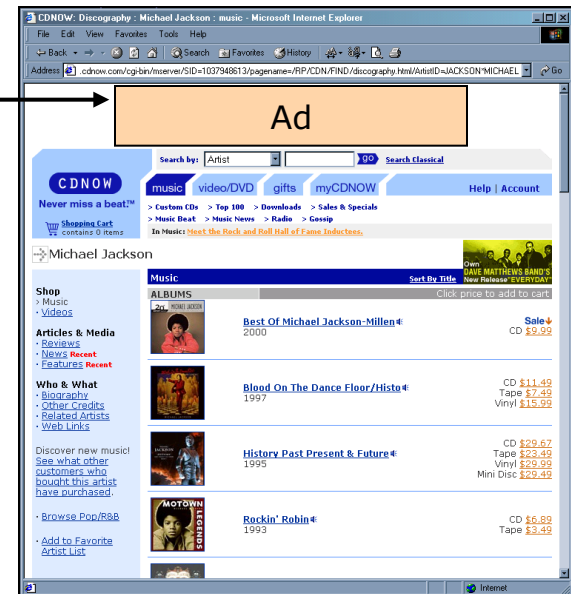 CDNOW: Discography : Michael Jackson : music - Microsoft Internet Explorer
File Edit View Favorites Tools Help
Back Search Favorites History
Address .cdnow.com/cgi-bin/mserver/SID=1037948613/pagename=/RP/CDN/FIND/discography.html/ArtistID=JACKSON*MICHAEL Go
Ad
Search by: Artist go Search Classical
CDNOW
Never miss a beat.™
Shopping Cart
contains 0 items
music video/DVD gifts myCDNOW Help | Account
> Custom CDs > Top 100 > Downloads > Sales & Specials
> Music Beat > Music News > Radio > Gossip
In Music: Meet the Rock and Roll Hall of Fame Inductees.
Michael Jackson
Own
DAVE MATTHEWS BAND'S
New Release "EVERYDAY"
Shop
> Music
· Videos
Articles & Media
· Reviews
· News Recent
· Features Recent
Who & What
· Biography
· Other Credits
· Related Artists
· Web Links
Discover new music!
See what other
customers who
bought this artist
have purchased.
· Browse Pop/R&B
· Add to Favorite
Artist List
Music Sort By Title
ALBUMS Click price to add to cart
Best Of Michael Jackson-Millen
2000
Sale
CD $9.99
Blood On The Dance Floor/Histo
1997
CD $11.49
Tape $7.49
Vinyl $15.99
History Past Present & Future
1995
CD $29.67
Tape $23.49
Vinyl $29.99
Mini Disc $29.49
MOTOWN
LEGENDS
Rockin' Robin
1993
CD $6.89
Tape $3.49
Internet